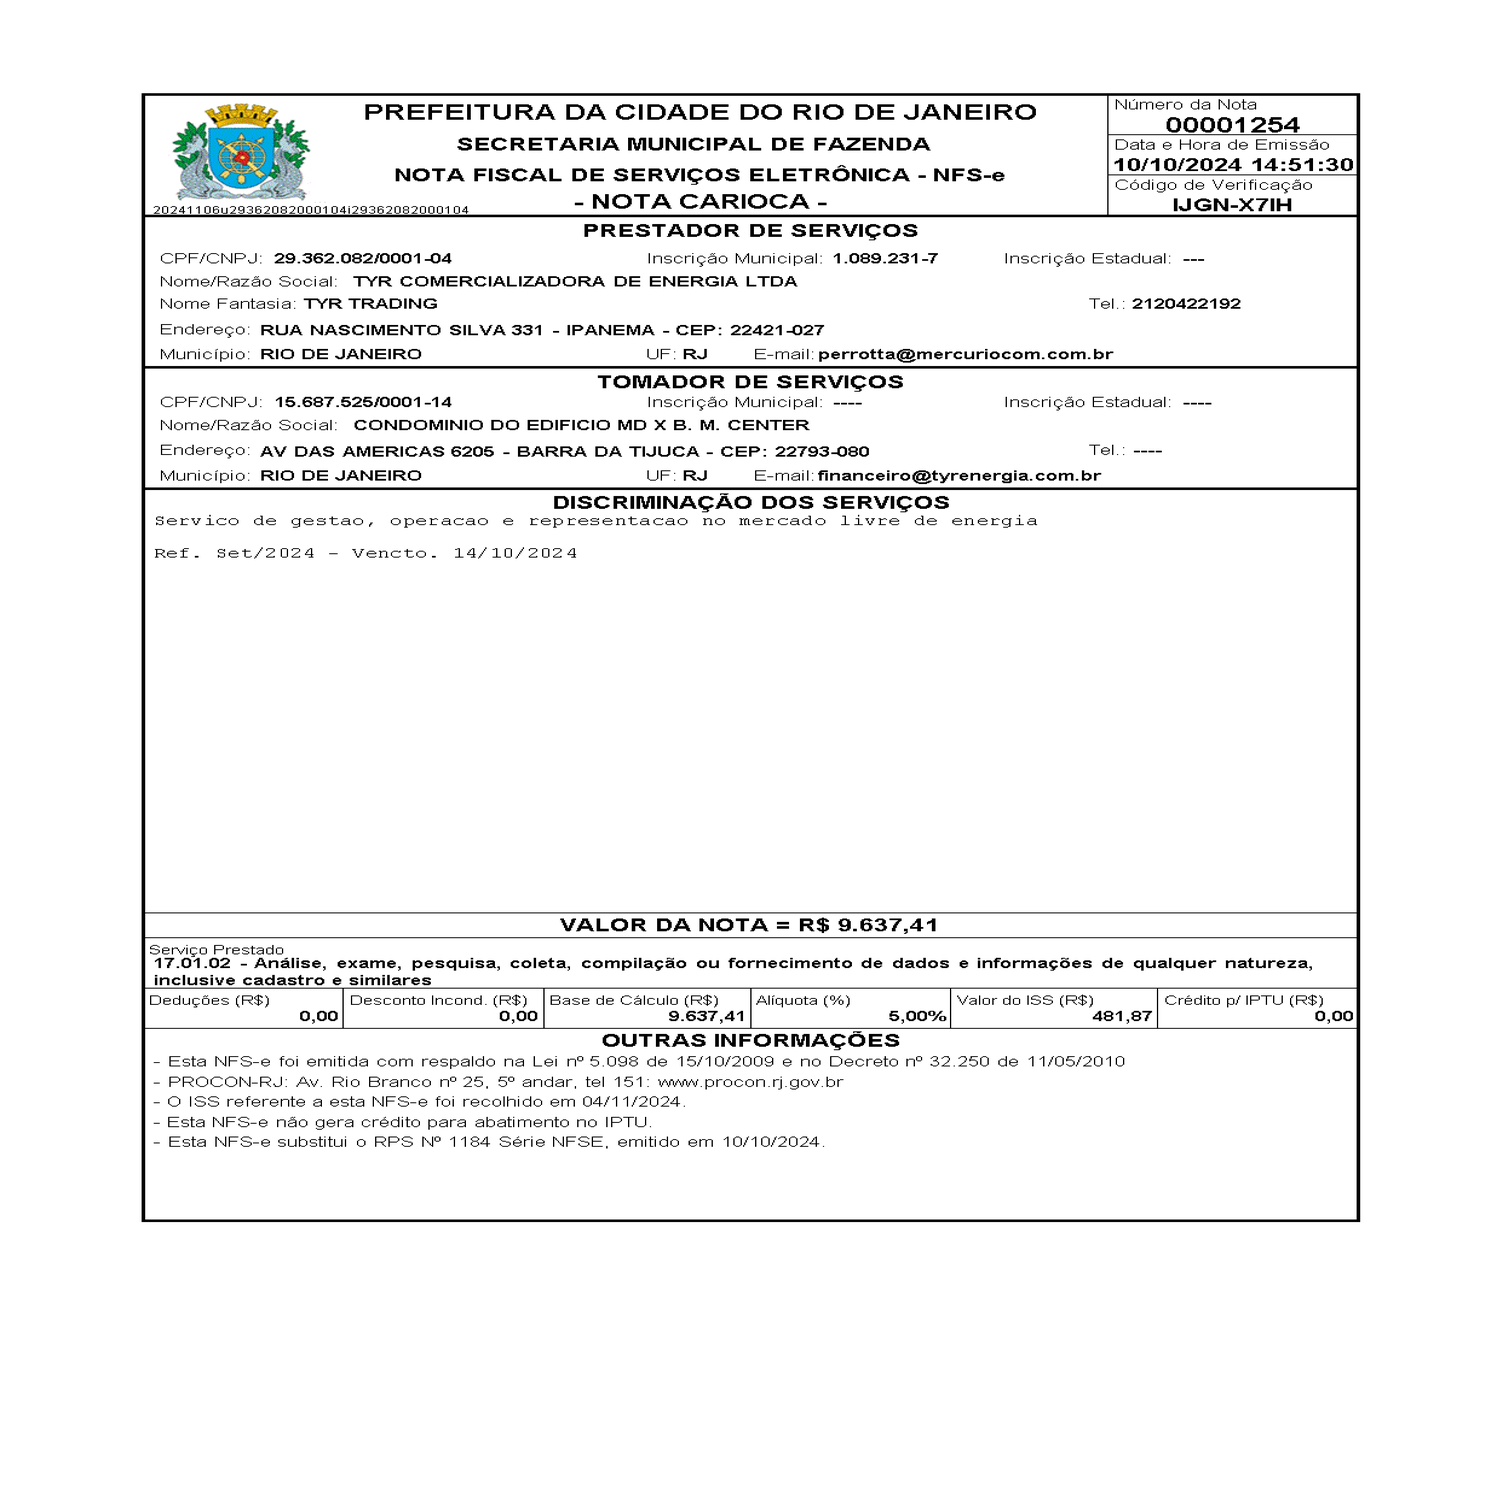 PREFEITURA DA CIDADE DO RIO DE JANEIRO
SECRETARIA MUNICIPAL DE FAZENDA
NOTA FISCAL DE SERVIÇOS ELETRÔNICA - NFS-e
- NOTA CARIOCA -
20241106u29362082000104i29362082000104
Número da Nota
00001254
Data e Hora de Emissão
10/10/2024 14:51:30
Código de Verificação
IJGN-X7IH
PRESTADOR DE SERVIÇOS
CPF/CNPJ: 29.362.082/0001-04 Inscrição Municipal: 1.089.231-7 Inscrição Estadual: ---
Nome/Razão Social: TYR COMERCIALIZADORA DE ENERGIA LTDA
Nome Fantasia: TYR TRADING Tel.: 2120422192
Endereço: RUA NASCIMENTO SILVA 331 - IPANEMA - CEP: 22421-027
Município: RIO DE JANEIRO UF: RJ E-mail: perrotta@mercuriocom.com.br
TOMADOR DE SERVIÇOS
CPF/CNPJ: 15.687.525/0001-14 Inscrição Municipal: ---- Inscrição Estadual: ----
Nome/Razão Social: CONDOMINIO DO EDIFICIO MD X B. M. CENTER
Endereço: AV DAS AMERICAS 6205 - BARRA DA TIJUCA - CEP: 22793-080 Tel.: ----
Município: RIO DE JANEIRO UF: RJ E-mail: financeiro@tyrenergia.com.br
DISCRIMINAÇÃO DOS SERVIÇOS
Servico de gestao, operacao e representacao no mercado livre de energia
Ref. Set/2024 - Vencto. 14/10/2024
VALOR DA NOTA = R$ 9.637,41
Serviço Prestado
17.01.02 - Análise, exame, pesquisa, coleta, compilação ou fornecimento de dados e informações de qualquer natureza,
inclusive cadastro e similares
Deduções (R$) Desconto Incond. (R$) Base de Cálculo (R$) Alíquota (%) Valor do ISS (R$) Crédito p/ IPTU (R$)
0,00 0,00 9.637,41 5,00% 481,87 0,00
OUTRAS INFORMAÇÕES
- Esta NFS-e foi emitida com respaldo na Lei nº 5.098 de 15/10/2009 e no Decreto nº 32.250 de 11/05/2010
- PROCON-RJ: Av. Rio Branco nº 25, 5º andar, tel 151: www.procon.rj.gov.br
- O ISS referente a esta NFS-e foi recolhido em 04/11/2024.
- Esta NFS-e não gera crédito para abatimento no IPTU.
- Esta NFS-e substitui o RPS Nº 1184 Série NFSE, emitido em 10/10/2024.